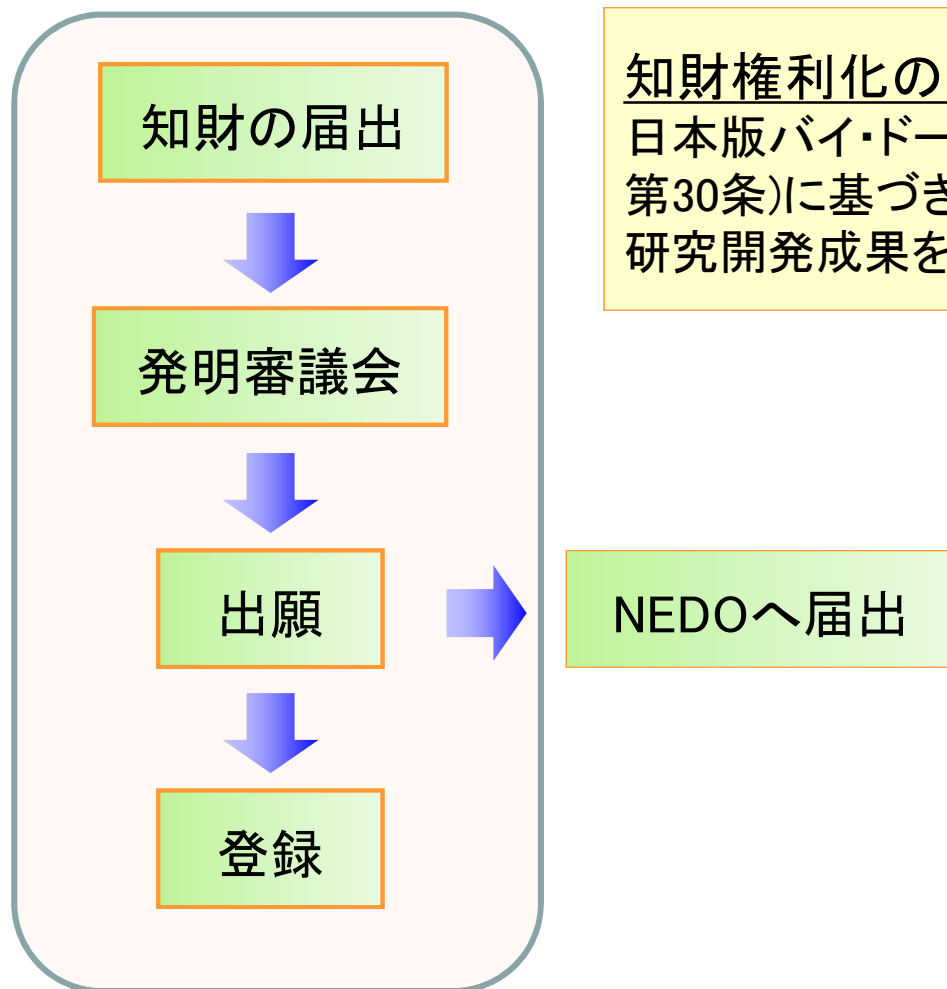 知財の届出
発明審議会
出願
登録
NEDOへ届出
知財権利化の
日本版バイ・ドー
第30条)に基づき
研究開発成果を